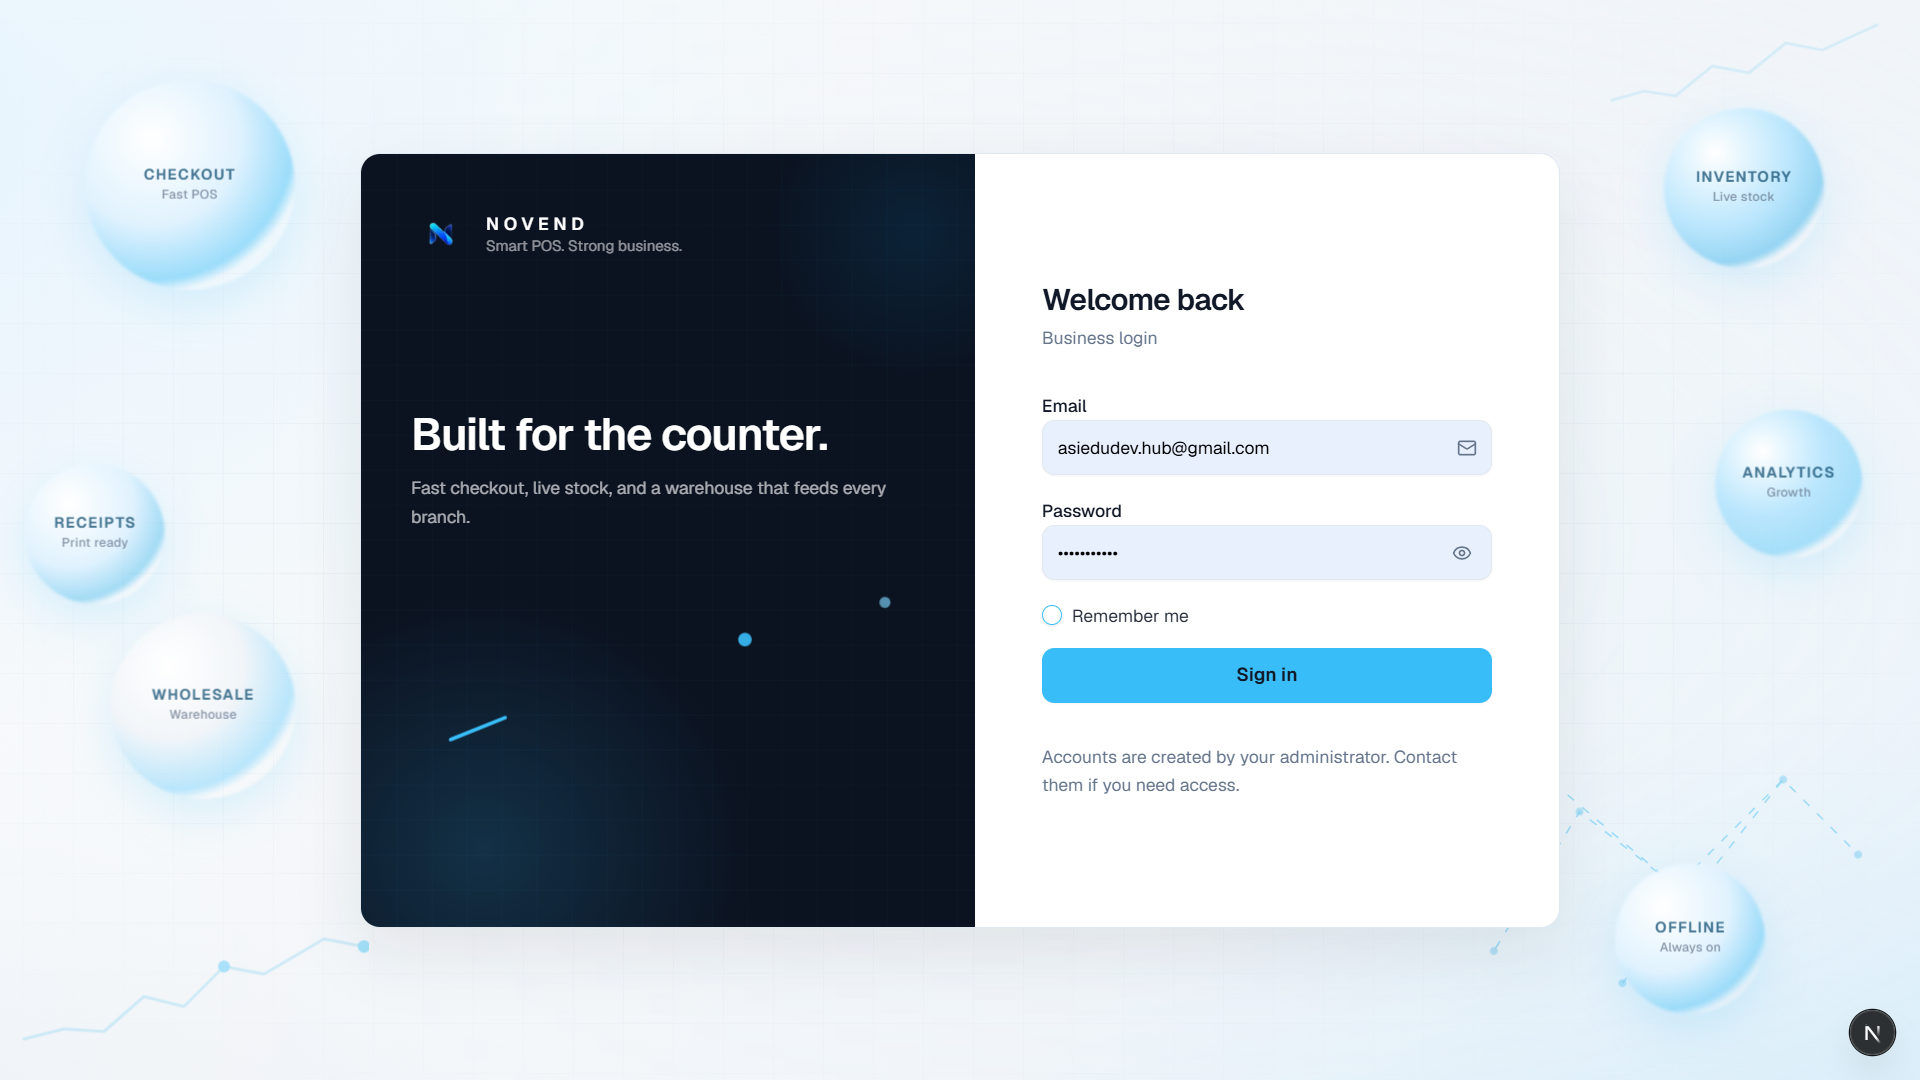 CHECKOUT
Fast POS
INVENTORY
Live stock
NOVEND
Smart POS. Strong business.
Built for the counter.
Fast checkout, live stock, and a warehouse that feeds every
branch.
Welcome back
Business login
Email
asiedudev.hub@gmail.com
Password
•••••••••••
Remember me
Sign in
Accounts are created by your administrator. Contact
them if you need access.
RECEIPTS
Print ready
WHOLESALE
Warehouse
ANALYTICS
Growth
OFFLINE
Always on
N